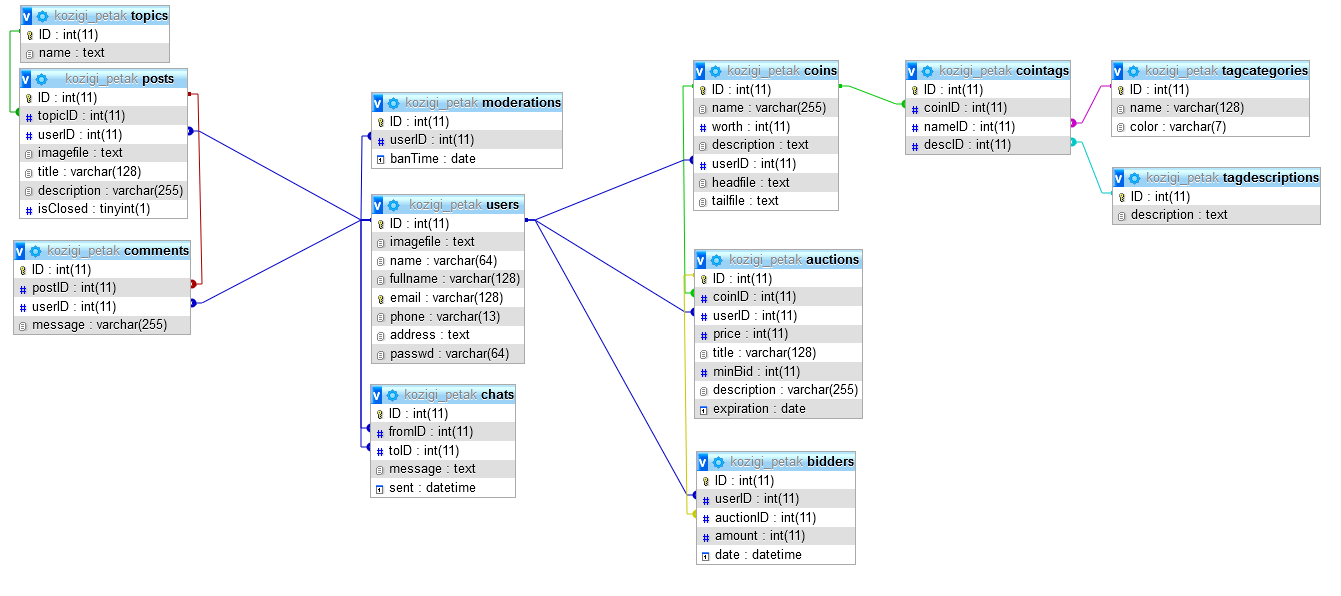 kozigi_petak topics
ID : int(11)
name : text
kozigi_petak posts
ID : int(11)
topicID : int(11)
userID : int(11)
imagefile : text
title : varchar(128)
description : varchar(255)
isClosed : tinyint(1)
kozigi_petak comments
ID : int(11)
postID : int(11)
userID : int(11)
message : varchar(255)
kozigi_petak moderations
ID : int(11)
userID : int(11)
banTime : date
kozigi_petak users
ID : int(11)
imagefile : text
name : varchar(64)
fullname : varchar(128)
email : varchar(128)
phone : varchar(13)
address : text
passwd : varchar(64)
kozigi_petak chats
ID : int(11)
fromID : int(11)
toID : int(11)
message : text
sent : datetime
kozigi_petak coins
ID : int(11)
name : varchar(255)
worth : int(11)
description : text
userID : int(11)
headfile : text
tailfile : text
kozigi_petak auctions
ID : int(11)
coinID : int(11)
userID : int(11)
price : int(11)
title : varchar(128)
minBid : int(11)
description : varchar(255)
expiration : date
kozigi_petak bidders
ID : int(11)
userID : int(11)
auctionID : int(11)
amount : int(11)
date : datetime
kozigi_petak cointags
ID : int(11)
coinID : int(11)
nameID : int(11)
descID : int(11)
kozigi_petak tagcategories
ID : int(11)
name : varchar(128)
color : varchar(7)
kozigi_petak tagdescriptions
ID : int(11)
description : text